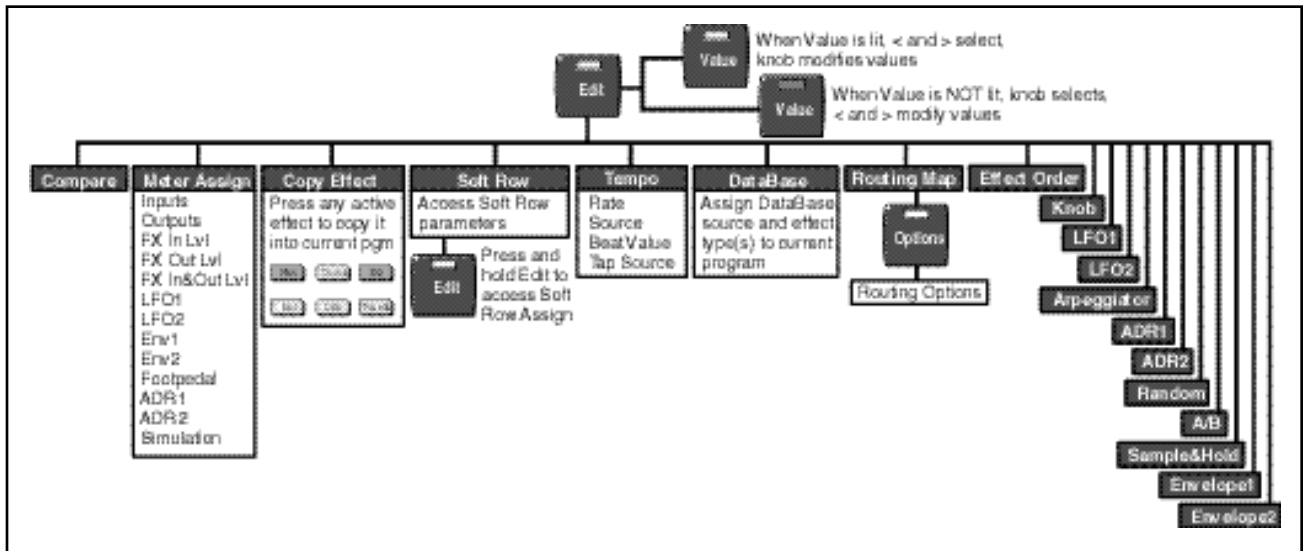 Value
When Value is lit, < and > select,
knob modifies values
Edit
Value
When Value is NOT lit, knob selects,
< and > modify values
Compare
Meter Assign
Inputs
Outputs
FX In Lvl
FX Out Lvl
FX In&Out Lvl
LFO1
LFO2
Env1
Env2
Footpedal
ADR1
ADR2
Simulation
Copy Effect
Press any active
effect to copy it
into current pgm
Soft Row
Access Soft Row
parameters
Edit
Press and
hold Edit to
access Soft
Row Assign
Tempo
Rate
Source
BeatValue
Tap Source
DataBase
Assign DataBase
source and effect
type(s) to current
program
Routing Map
Options
Routing Options
Effect Order
Knob
LFO1
LFO2
Arpeggiator
ADR1
ADR2
Random
A/B
Sample&Hold
Envelope1
Envelope2